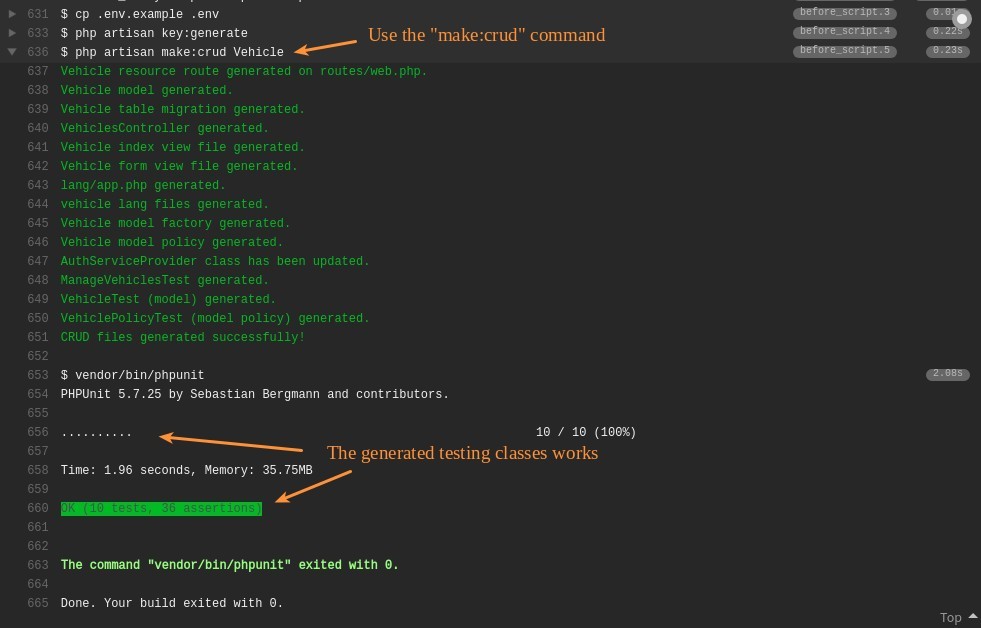 631 $ cp .env.example .env before_script.3 0.01s
633 $ php artisan key:generate before_script.4 0.22s
Use the "make:crud" command
636 $ php artisan make:crud Vehicle before_script.5 0.23s
637 Vehicle resource route generated on routes/web.php.
638 Vehicle model generated.
639 Vehicle table migration generated.
640 VehiclesController generated.
641 Vehicle index view file generated.
642 Vehicle form view file generated.
643 lang/app.php generated.
644 vehicle lang files generated.
645 Vehicle model factory generated.
646 Vehicle model policy generated.
647 AuthServiceProvider class has been updated.
648 ManageVehiclesTest generated.
649 VehicleTest (model) generated.
650 VehiclePolicyTest (model policy) generated.
651 CRUD files generated successfully!
652
653 $ vendor/bin/phpunit 2.08s
654 PHPUnit 5.7.25 by Sebastian Bergmann and contributors.
655
656 .......... 10 / 10 (100%)
657
The generated testing classes works
658 Time: 1.96 seconds, Memory: 35.75MB
659
660 OK (10 tests, 36 assertions)
661
662
663 The command "vendor/bin/phpunit" exited with 0.
664
665 Done. Your build exited with 0.
Top